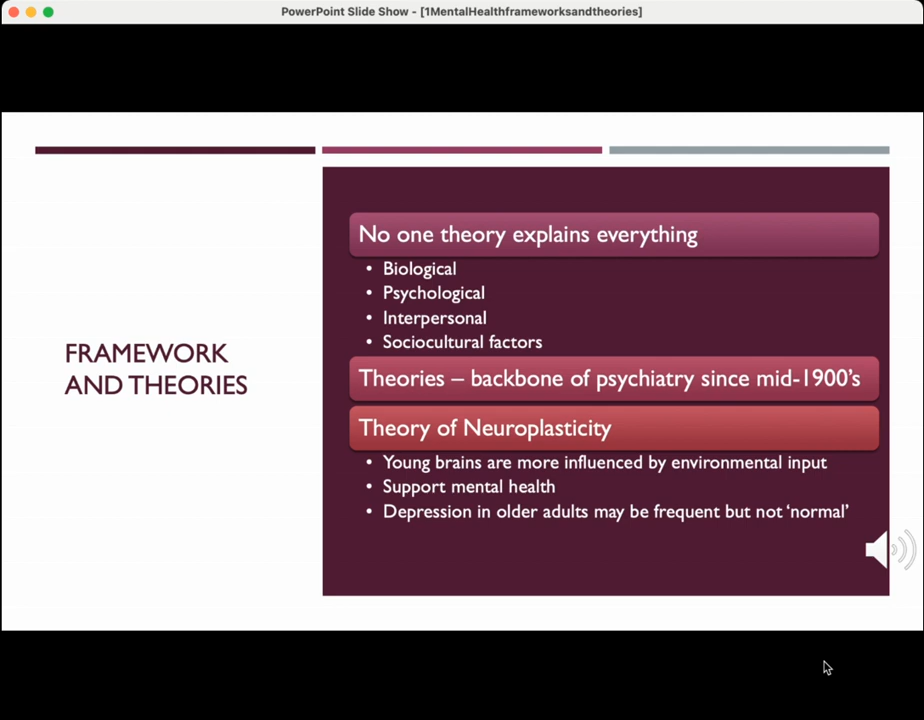 PowerPoint Slide Show - [1MentalHealthframeworksandtheories]
FRAMEWORK
AND THEORIES
No one theory explains everything
• Biological
• Psychological
• Interpersonal
• Sociocultural factors
Theories – backbone of psychiatry since mid-1900's
Theory of Neuroplasticity
• Young brains are more influenced by environmental input
• Support mental health
• Depression in older adults may be frequent but not ‘normal’